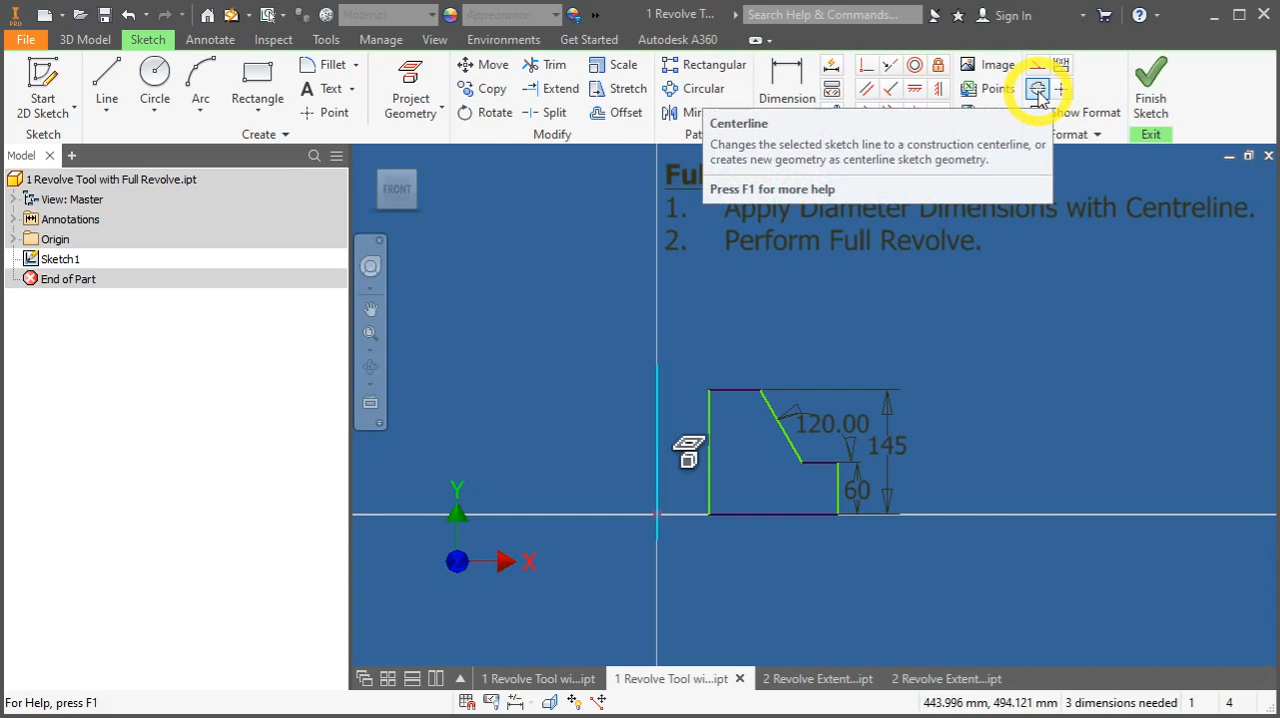 PRO
Material
Appearance
1 Revolve T...
Search Help & Commands...
Sign In
File
3D Model
Sketch
Annotate
Inspect
Tools
Manage
View
Environments
Get Started
Autodesk A360
Start
2D Sketch
Line
Circle
Arc
Rectangle
Fillet
Text
Point
Project
Geometry
Move
Copy
Rotate
Trim
Extend
Split
Scale
Stretch
Offset
Rectangular
Circular
Dimension
Image
Points
Show Format
Finish
Sketch
Sketch
Create
Modify
Exit
Centerline
Changes the selected sketch line to a construction centerline, or
creates new geometry as centerline sketch geometry.
Press F1 for more help
Model
1 Revolve Tool with Full Revolve.ipt
View: Master
Annotations
Origin
Sketch1
End of Part
FRONT
1. Apply Diameter Dimensions with Centreline.
2. Perform Full Revolve.
120.00
145
60
Y
Z
X
1 Revolve Tool wi...ipt
1 Revolve Tool wi...ipt
2 Revolve Extent...ipt
2 Revolve Extent...ipt
For Help, press F1
443.996 mm, 494.121 mm
3 dimensions needed
1
4